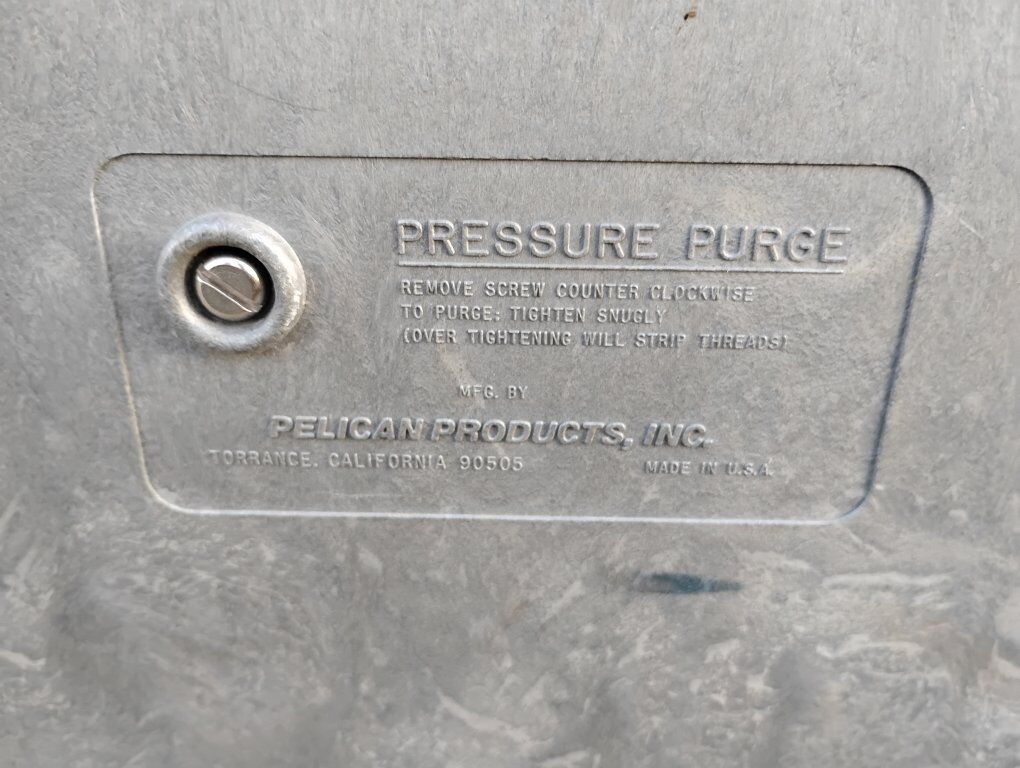 PRESSURE PURGE
REMOVE SCREW COUNTER CLOCKWISE
TO PURGE; TIGHTEN SNUGLY
(OVER TIGHTENING WILL STRIP THREADS)
MFG. BY
PELICAN PRODUCTS, INC.
TORRANCE, CALIFORNIA 90505
MADE IN U.S.A.